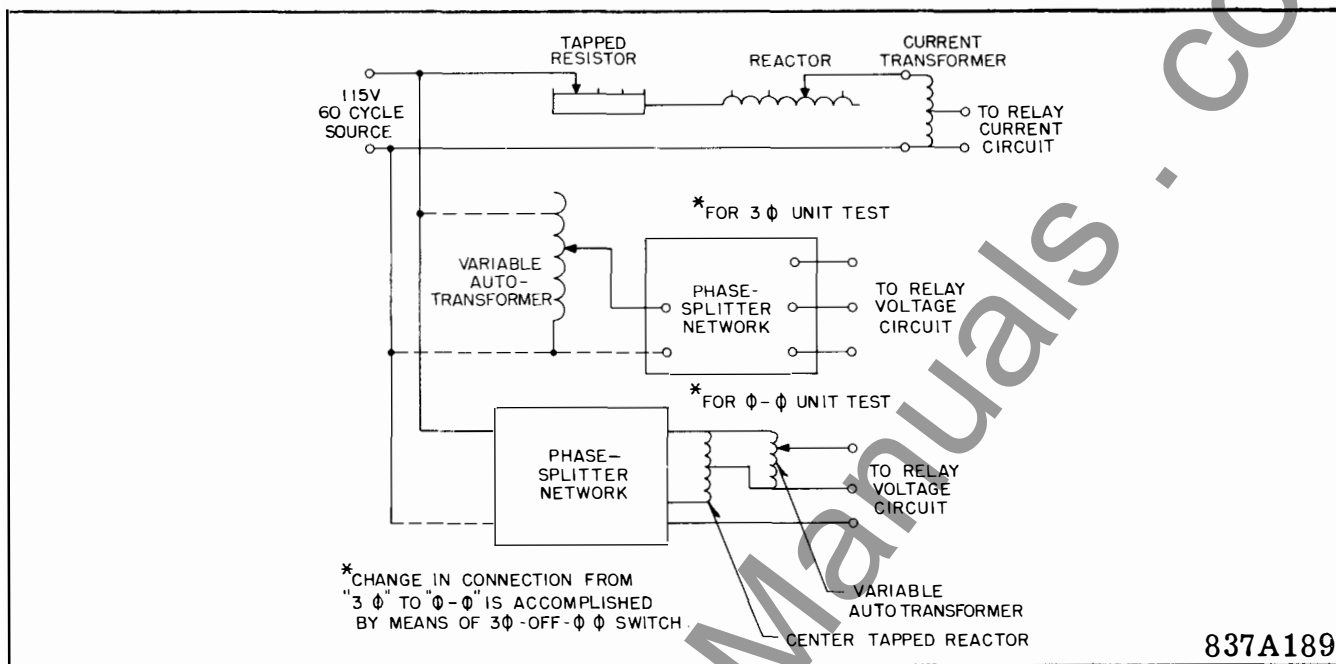 TAPPED
RESISTOR
REACTOR
CURRENT
TRANSFORMER
115V
60 CYCLE
SOURCE
TO RELAY
CURRENT
CIRCUIT
*FOR 3 Φ UNIT TEST
VARIABLE
AUTO-
TRANSFORMER
PHASE-
SPLITTER
NETWORK
TO RELAY
VOLTAGE
CIRCUIT
*FOR Φ-Φ UNIT TEST
PHASE-
SPLITTER
NETWORK
TO RELAY
VOLTAGE
CIRCUIT
*CHANGE IN CONNECTION FROM
"3 Φ" TO "Φ-Φ" IS ACCOMPLISHED
BY MEANS OF 3Φ-OFF-Φ Φ SWITCH.
VARIABLE
AUTO TRANSFORMER
CENTER TAPPED REACTOR
837A189
Manuals . co